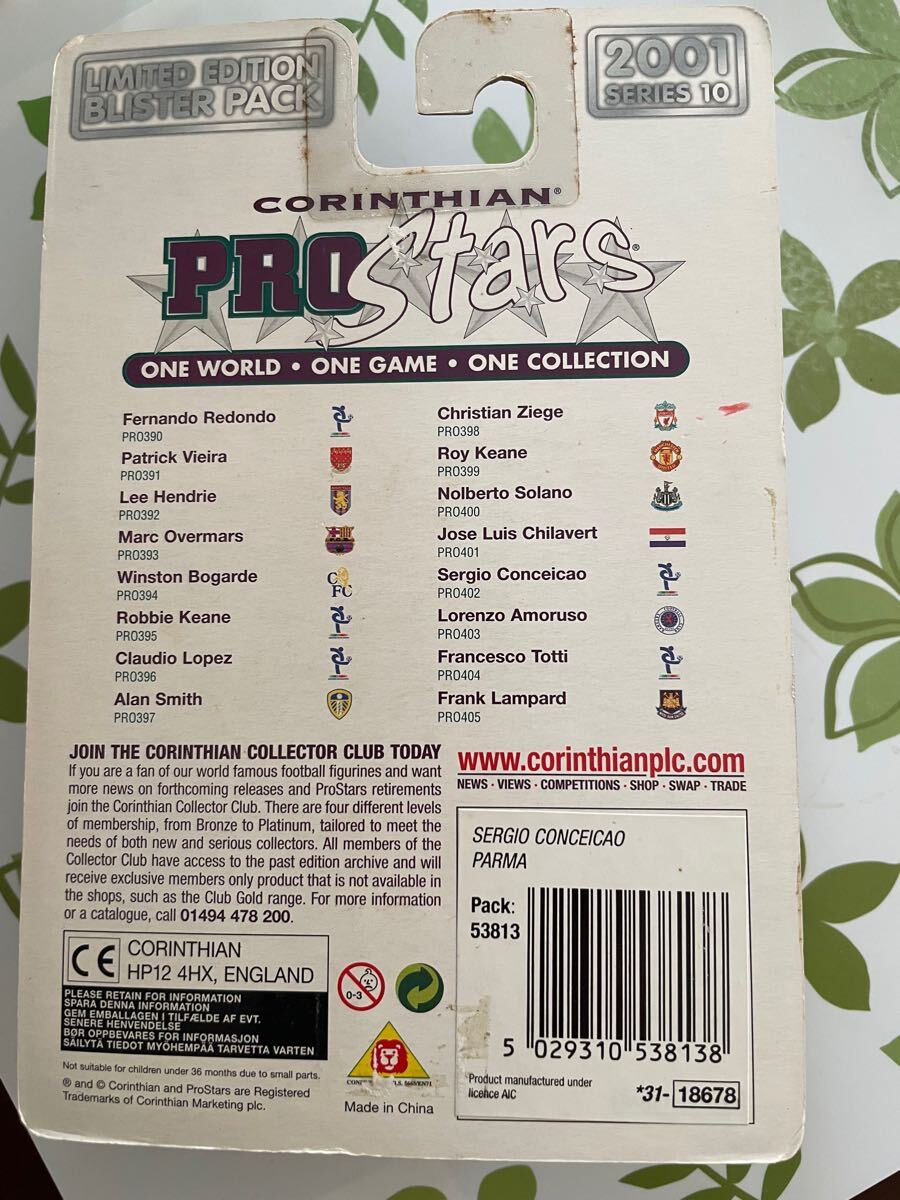 LIMITED EDITION
BLISTER PACK
2001
SERIES 10
CORINTHIAN®
PROStars®
ONE WORLD • ONE GAME • ONE COLLECTION
Fernando Redondo
PRO390
Patrick Vieira
PRO391
Lee Hendrie
PRO392
Marc Overmars
PRO393
Winston Bogarde
PRO394
CFC
Robbie Keane
PRO395
Claudio Lopez
PRO396
Alan Smith
PRO397
Christian Ziege
PRO398
Roy Keane
PRO399
Nolberto Solano
PRO400
Jose Luis Chilavert
PRO401
Sergio Conceicao
PRO402
Lorenzo Amoruso
PRO403
Francesco Totti
PRO404
Frank Lampard
PRO405
JOIN THE CORINTHIAN COLLECTOR CLUB TODAY
If you are a fan of our world famous football figurines and want
more news on forthcoming releases and ProStars retirements
join the Corinthian Collector Club. There are four different levels
of membership, from Bronze to Platinum, tailored to meet the
needs of both new and serious collectors. All members of the
Collector Club have access to the past edition archive and will
receive exclusive members only product that is not available in
the shops, such as the Club Gold range. For more information
or a catalogue, call 01494 478 200.
www.corinthianplc.com
NEWS · VIEWS · COMPETITIONS · SHOP · SWAP · TRADE
SERGIO CONCEICAO
PARMA
Pack:
53813
5 029310 538138
Product manufactured under
licence AIC
*31- 18678
CE CORINTHIAN
HP12 4HX, ENGLAND
PLEASE RETAIN FOR INFORMATION
SPARA DENNA INFORMATION
GEM EMBALLAGEN I TILFÆLDE AF EVT.
SENERE HENVENDELSE
BØR OPPBEVARES FOR INFORMASJON
SÄILYTÄ TIEDOT MYÖHEMPÄÄ TARVETTA VARTEN
0-3
Not suitable for children under 36 months due to small parts.
® and © Corinthian and ProStars are Registered
Trademarks of Corinthian Marketing plc.
Made in China